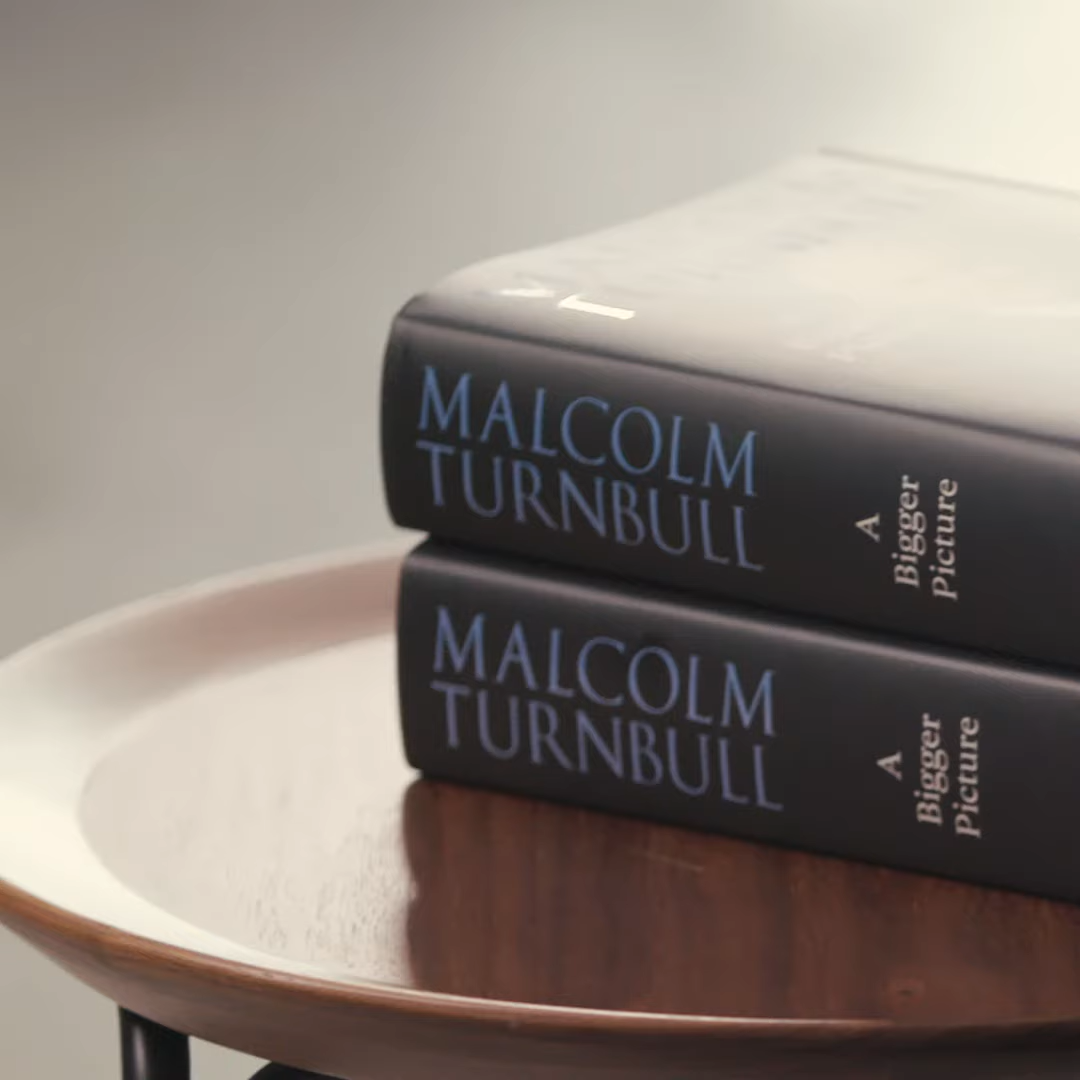 MALCOLM
TURNBULL
A
Bigger
Picture
MALCOLM
TURNBULL
A
Bigger
Picture